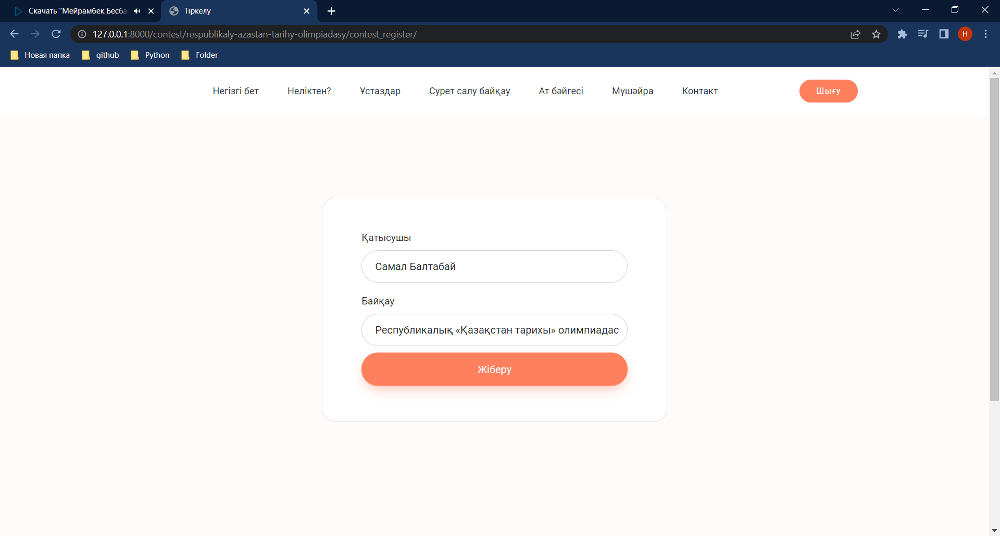 Скачать "Мейрамбек Бесба
Тіркелу
127.0.0.1:8000/contest/respublikaly-azastan-tarihy-olimpiadasy/contest_register/
H
Новая папка
github
Python
Folder
Негізгі бет
Неліктен?
Ұстаздар
Сурет салу байқау
Ат бәйгесі
Мүшәйра
Контакт
Шығу
Қатысушы
Самал Балтабай
Байқау
Республикалық «Қазақстан тарихы» олимпиадас
Жіберу